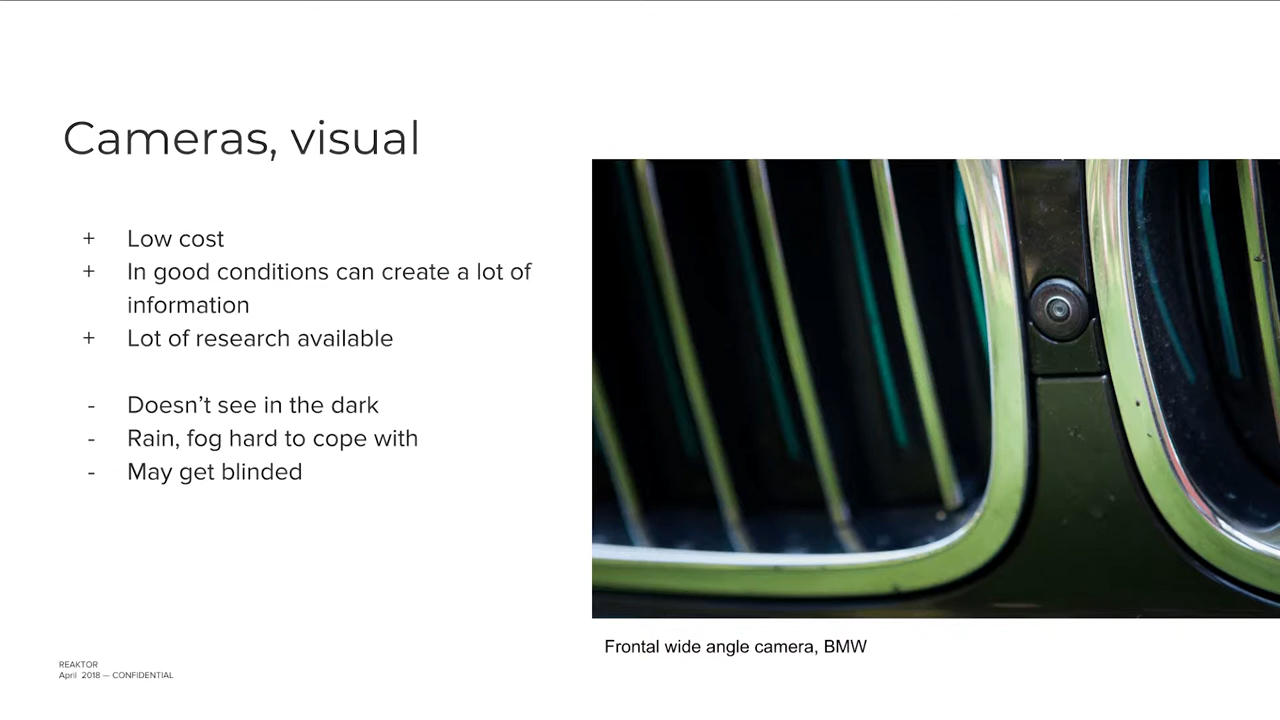 Cameras, visual
+ Low cost
+ In good conditions can create a lot of
information
+ Lot of research available
- Doesn’t see in the dark
- Rain, fog hard to cope with
- May get blinded
Frontal wide angle camera, BMW
REAKTOR
April 2018 — CONFIDENTIAL